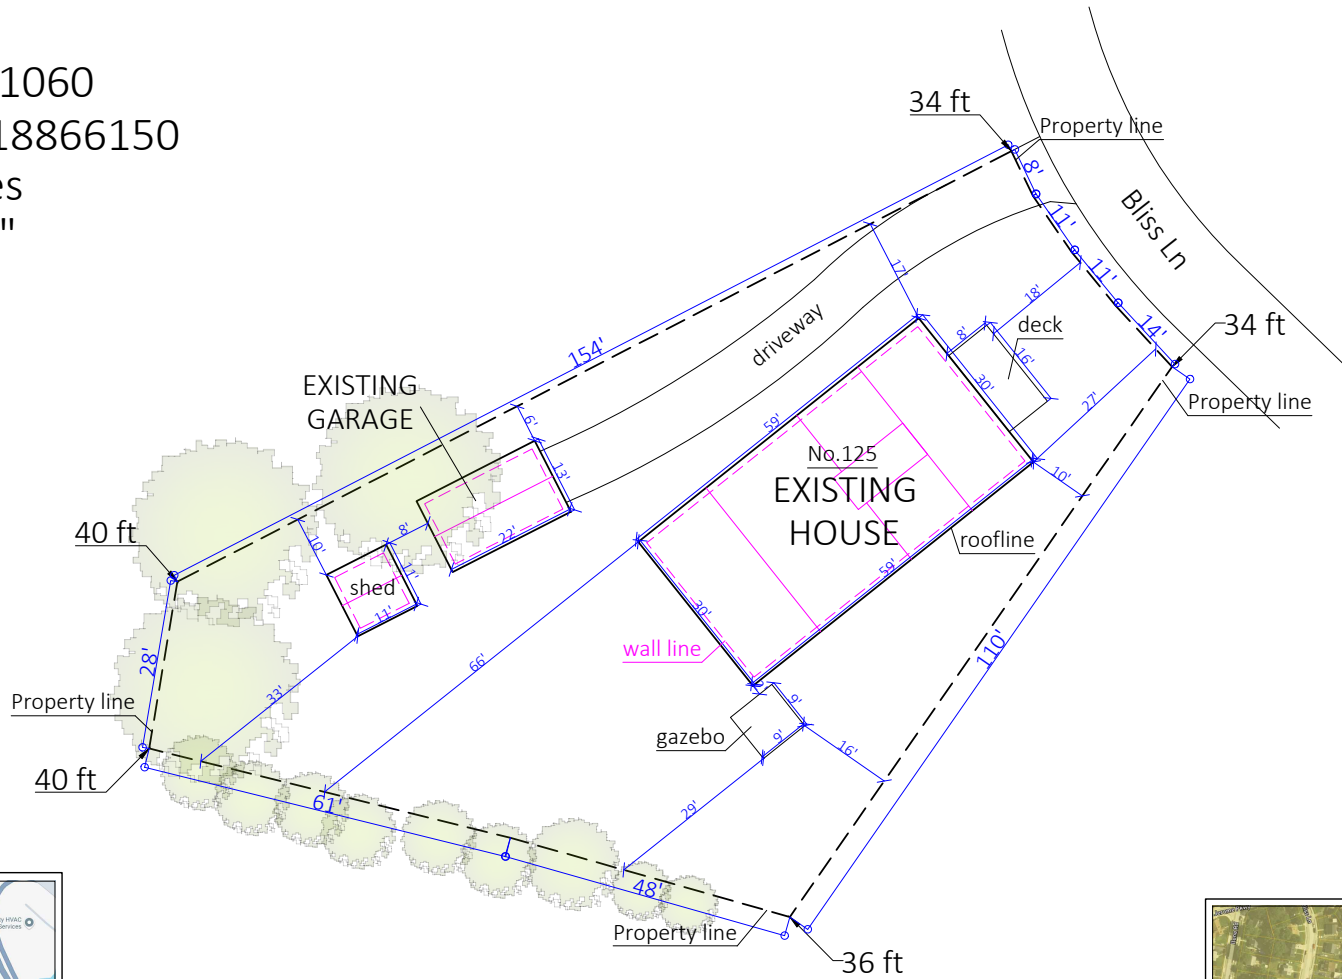 1060
18866150
es
"
34 ft
Property line
8'
11'
Bliss Ln
11'
17'
18'
14'
34 ft
8'
deck
driveway
16'
154'
EXISTING
GARAGE
30'
27'
Property line
6'
59'
No.125
EXISTING
HOUSE
13'
10'
40 ft
10'
8'
22'
roofline
11'
shed
59'
11'
30'
wall line
110'
28'
66'
33'
Property line
9'
gazebo
9'
16'
40 ft
61'
29'
48'
Property line
36 ft
y HVAC
Services